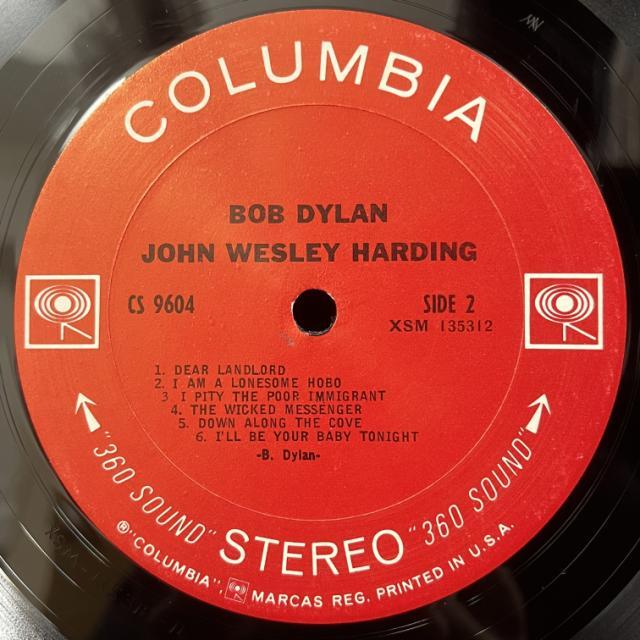 COLUMBIA
BOB DYLAN
JOHN WESLEY HARDING
CS 9604
SIDE 2
XSM 135312
1. DEAR LANDLORD
2. I AM A LONESOME HOBO
3 I PITY THE POOR IMMIGRANT
4. THE WICKED MESSENGER
5. DOWN ALONG THE COVE
6. I'LL BE YOUR BABY TONIGHT
-B. Dylan-
"360 SOUND" STEREO "360 SOUND"
®"COLUMBIA", MARCAS REG. PRINTED IN U.S.A.